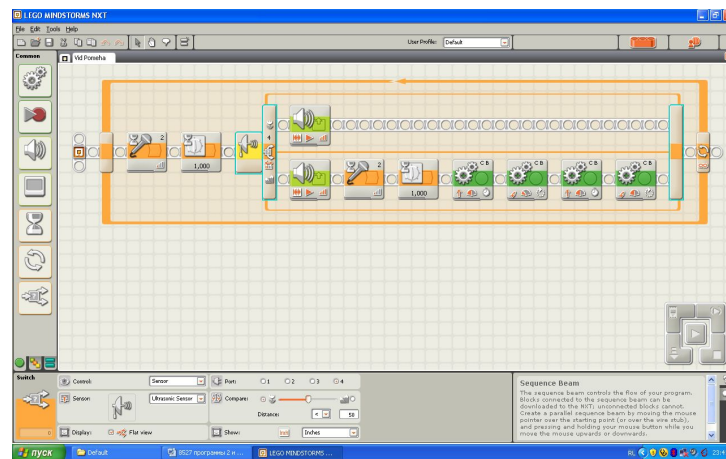 LEGO MINDSTORMS NXT
File Edit Tools Help
User Profile: Default
Common
Vid Pomeha
2
1,000
4
2
1,000
C B
C B
C B
C B
Switch
Control: Sensor
Port: 1 2 3 4
Sensor
Ultrasonic Sensor
Compare:
Distance: < 50
Display: Flat view
Show: Inches
0
Sequence Beam
The sequence beam controls the flow of your program.
Blocks connected to the sequence beam can be
downloaded to the NXT; unconnected blocks cannot.
Create a parallel sequence beam by moving the mouse
pointer over the starting point (or over the wire stub),
and pressing and holding your mouse button while you
move the mouse upwards or downwards.
пуск
Default
8527 программы 2 и ...
LEGO MINDSTORMS ...